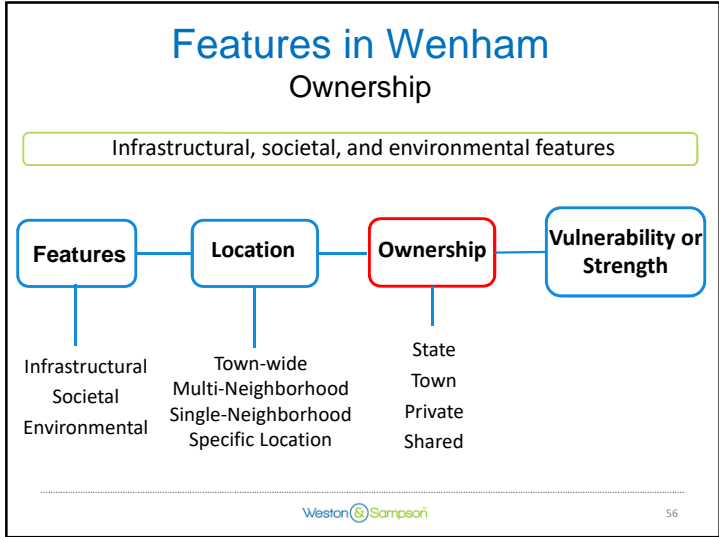 Features in Wenham
Ownership
Infrastructural, societal, and environmental features
Features
Location
Ownership
Vulnerability or
Strength
Infrastructural
Societal
Environmental
Town-wide
Multi-Neighborhood
Single-Neighborhood
Specific Location
State
Town
Private
Shared
Weston & Sampson
56